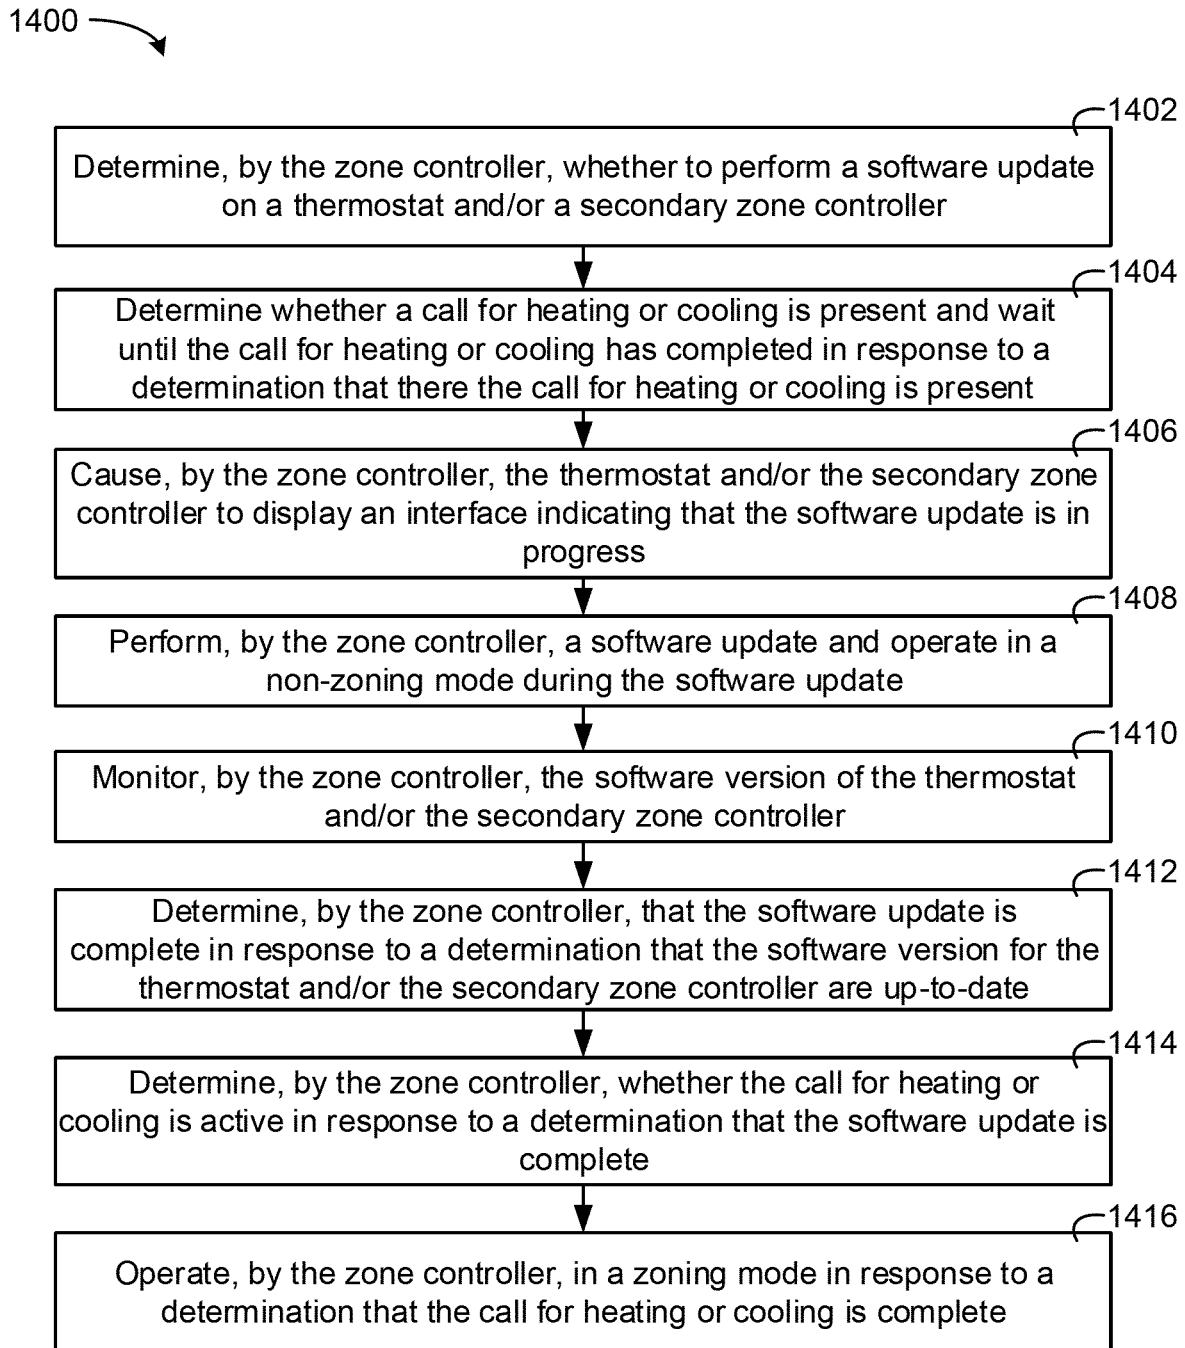 1400
1402
Determine, by the zone controller, whether to perform a software update
on a thermostat and/or a secondary zone controller
1404
Determine whether a call for heating or cooling is present and wait
until the call for heating or cooling has completed in response to a
determination that there the call for heating or cooling is present
1406
Cause, by the zone controller, the thermostat and/or the secondary zone
controller to display an interface indicating that the software update is in
progress
1408
Perform, by the zone controller, a software update and operate in a
non-zoning mode during the software update
1410
Monitor, by the zone controller, the software version of the thermostat
and/or the secondary zone controller
1412
Determine, by the zone controller, that the software update is
complete in response to a determination that the software version for the
thermostat and/or the secondary zone controller are up-to-date
1414
Determine, by the zone controller, whether the call for heating or
cooling is active in response to a determination that the software update is
complete
1416
Operate, by the zone controller, in a zoning mode in response to a
determination that the call for heating or cooling is complete